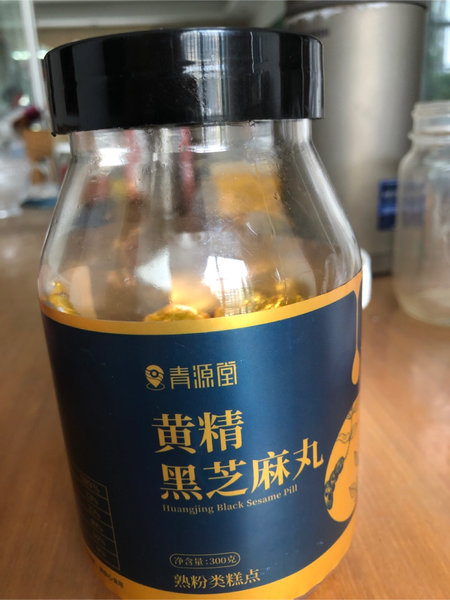 青源堂
黄精
黑芝麻丸
Huangjing Black Sesame Pill
净含量:300克
熟粉类糕点